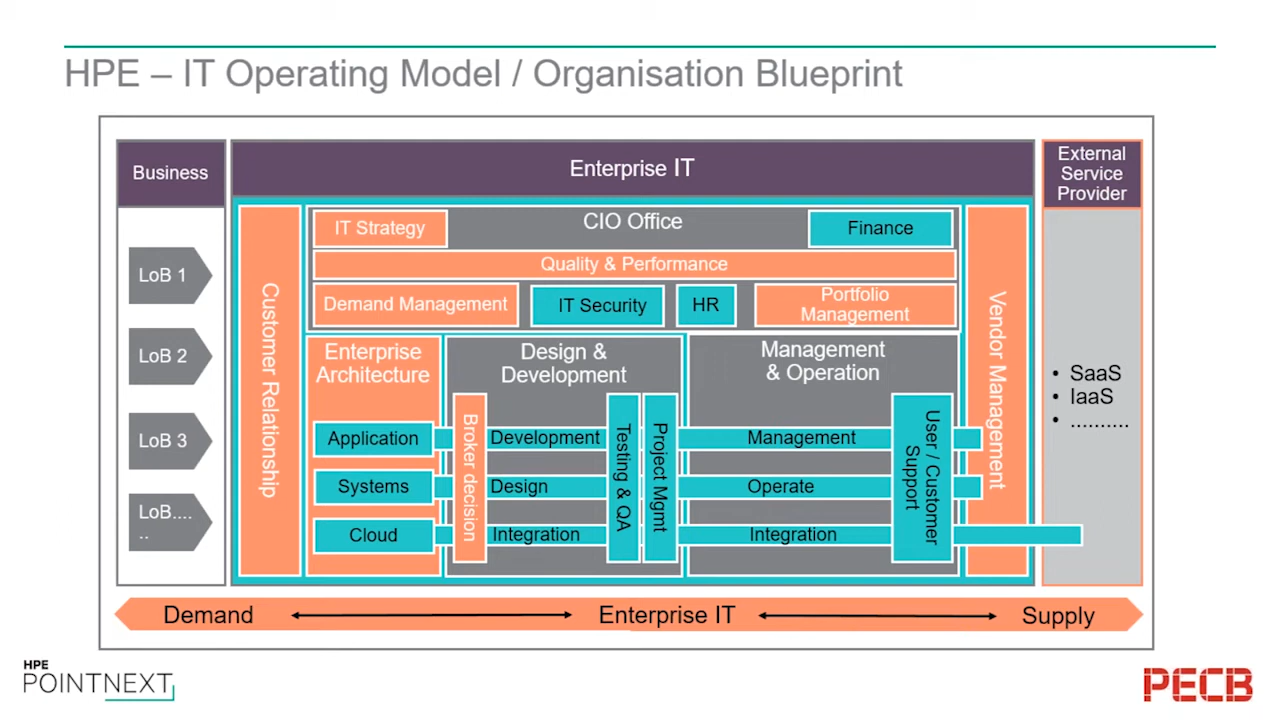 HPE – IT Operating Model / Organisation Blueprint
Business
Enterprise IT
External
Service
Provider
LoB 1
LoB 2
LoB 3
LoB....
..
Customer Relationship
IT Strategy
CIO Office
Finance
Quality & Performance
Demand Management
IT Security
HR
Portfolio
Management
Enterprise
Architecture
Design &
Development
Management
& Operation
Application
Systems
Cloud
Broker decision
Development
Design
Integration
Testing & QA
Project Mgmt
Management
Operate
Integration
User / Customer
Support
Vendor Management
• SaaS
• IaaS
• ..........
Demand
Enterprise IT
Supply
HPE
POINTNEXT
PECB